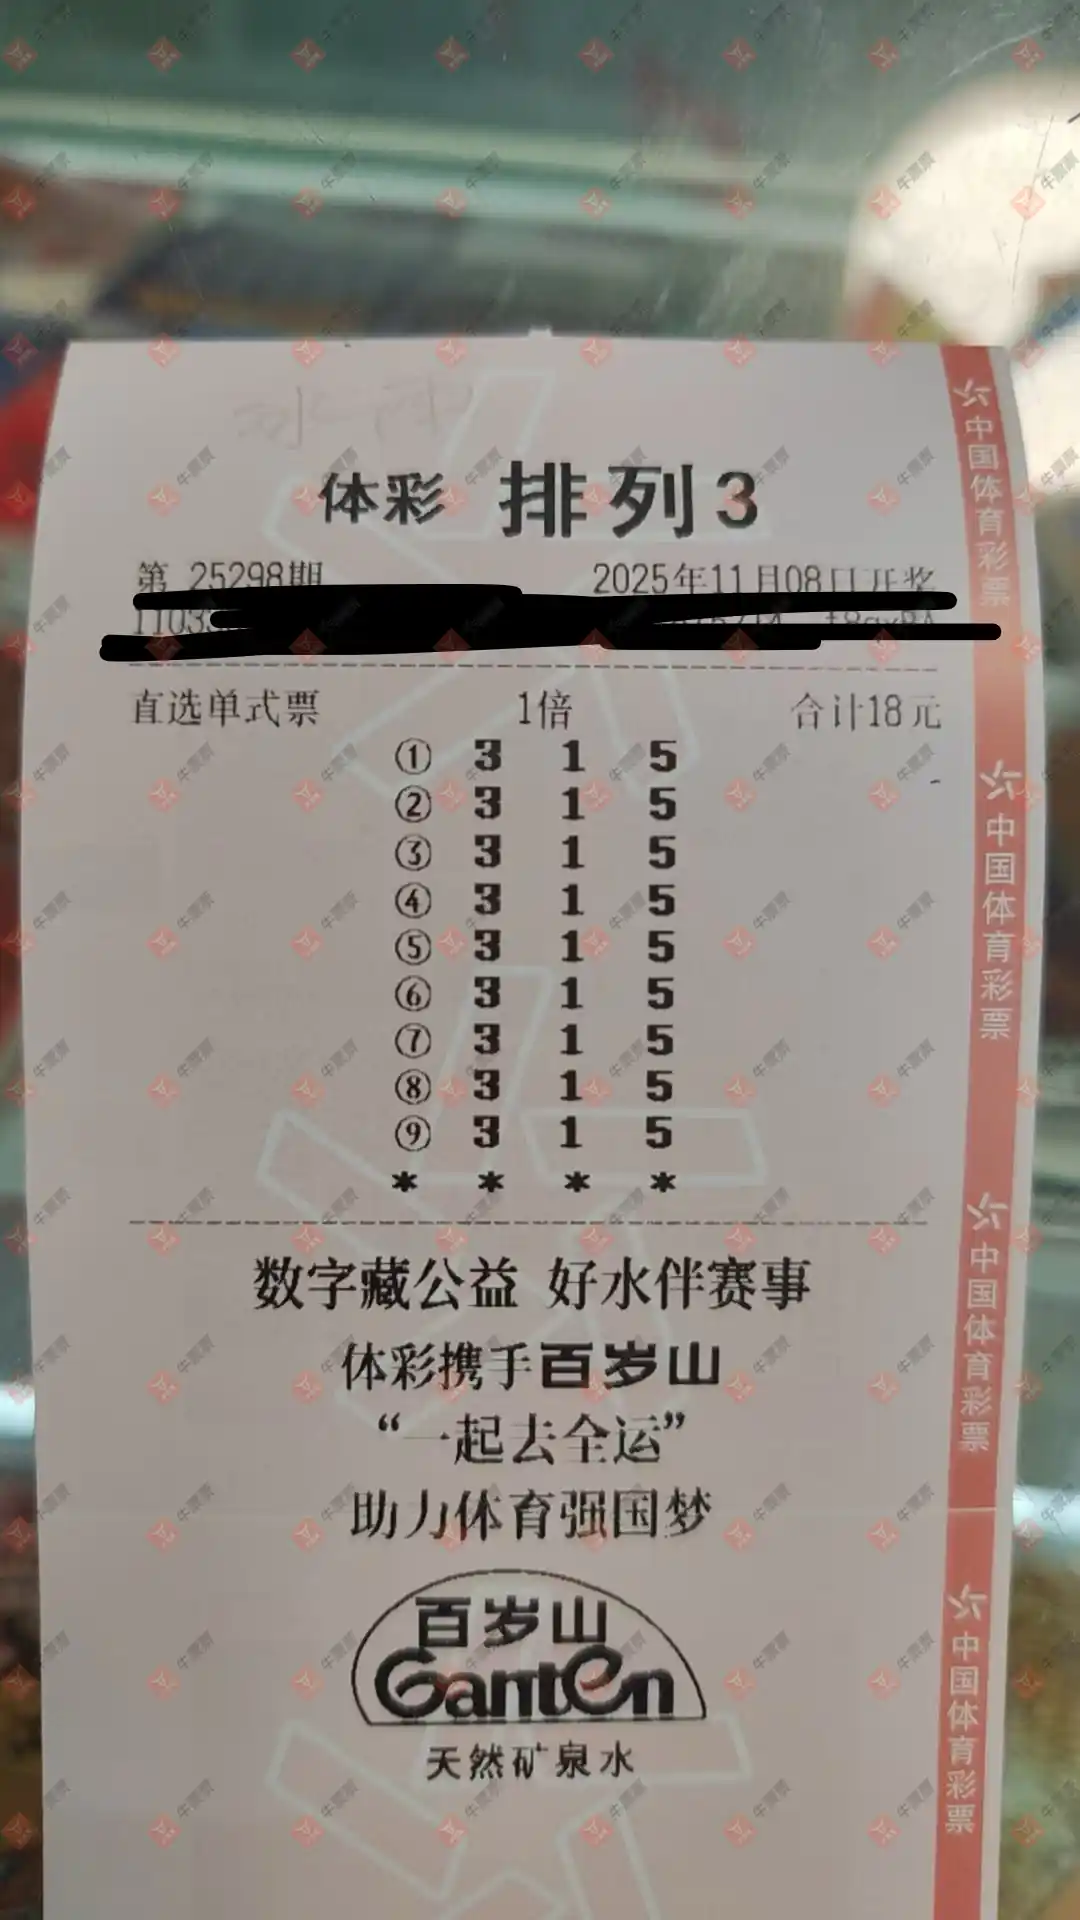 体彩 排列3
第 25298期 2025年11月08日开奖
直选单式票 1倍 合计18元
① 3 1 5
② 3 1 5
③ 3 1 5
④ 3 1 5
⑤ 3 1 5
⑥ 3 1 5
⑦ 3 1 5
⑧ 3 1 5
⑨ 3 1 5
* * * *
数字藏公益 好水伴赛事
体彩携手百岁山
“一起去全运”
助力体育强国梦
百岁山
Ganten
天然矿泉水
中国体育彩票
中国体育彩票
中国体育彩票
中国体育彩票
牛票票